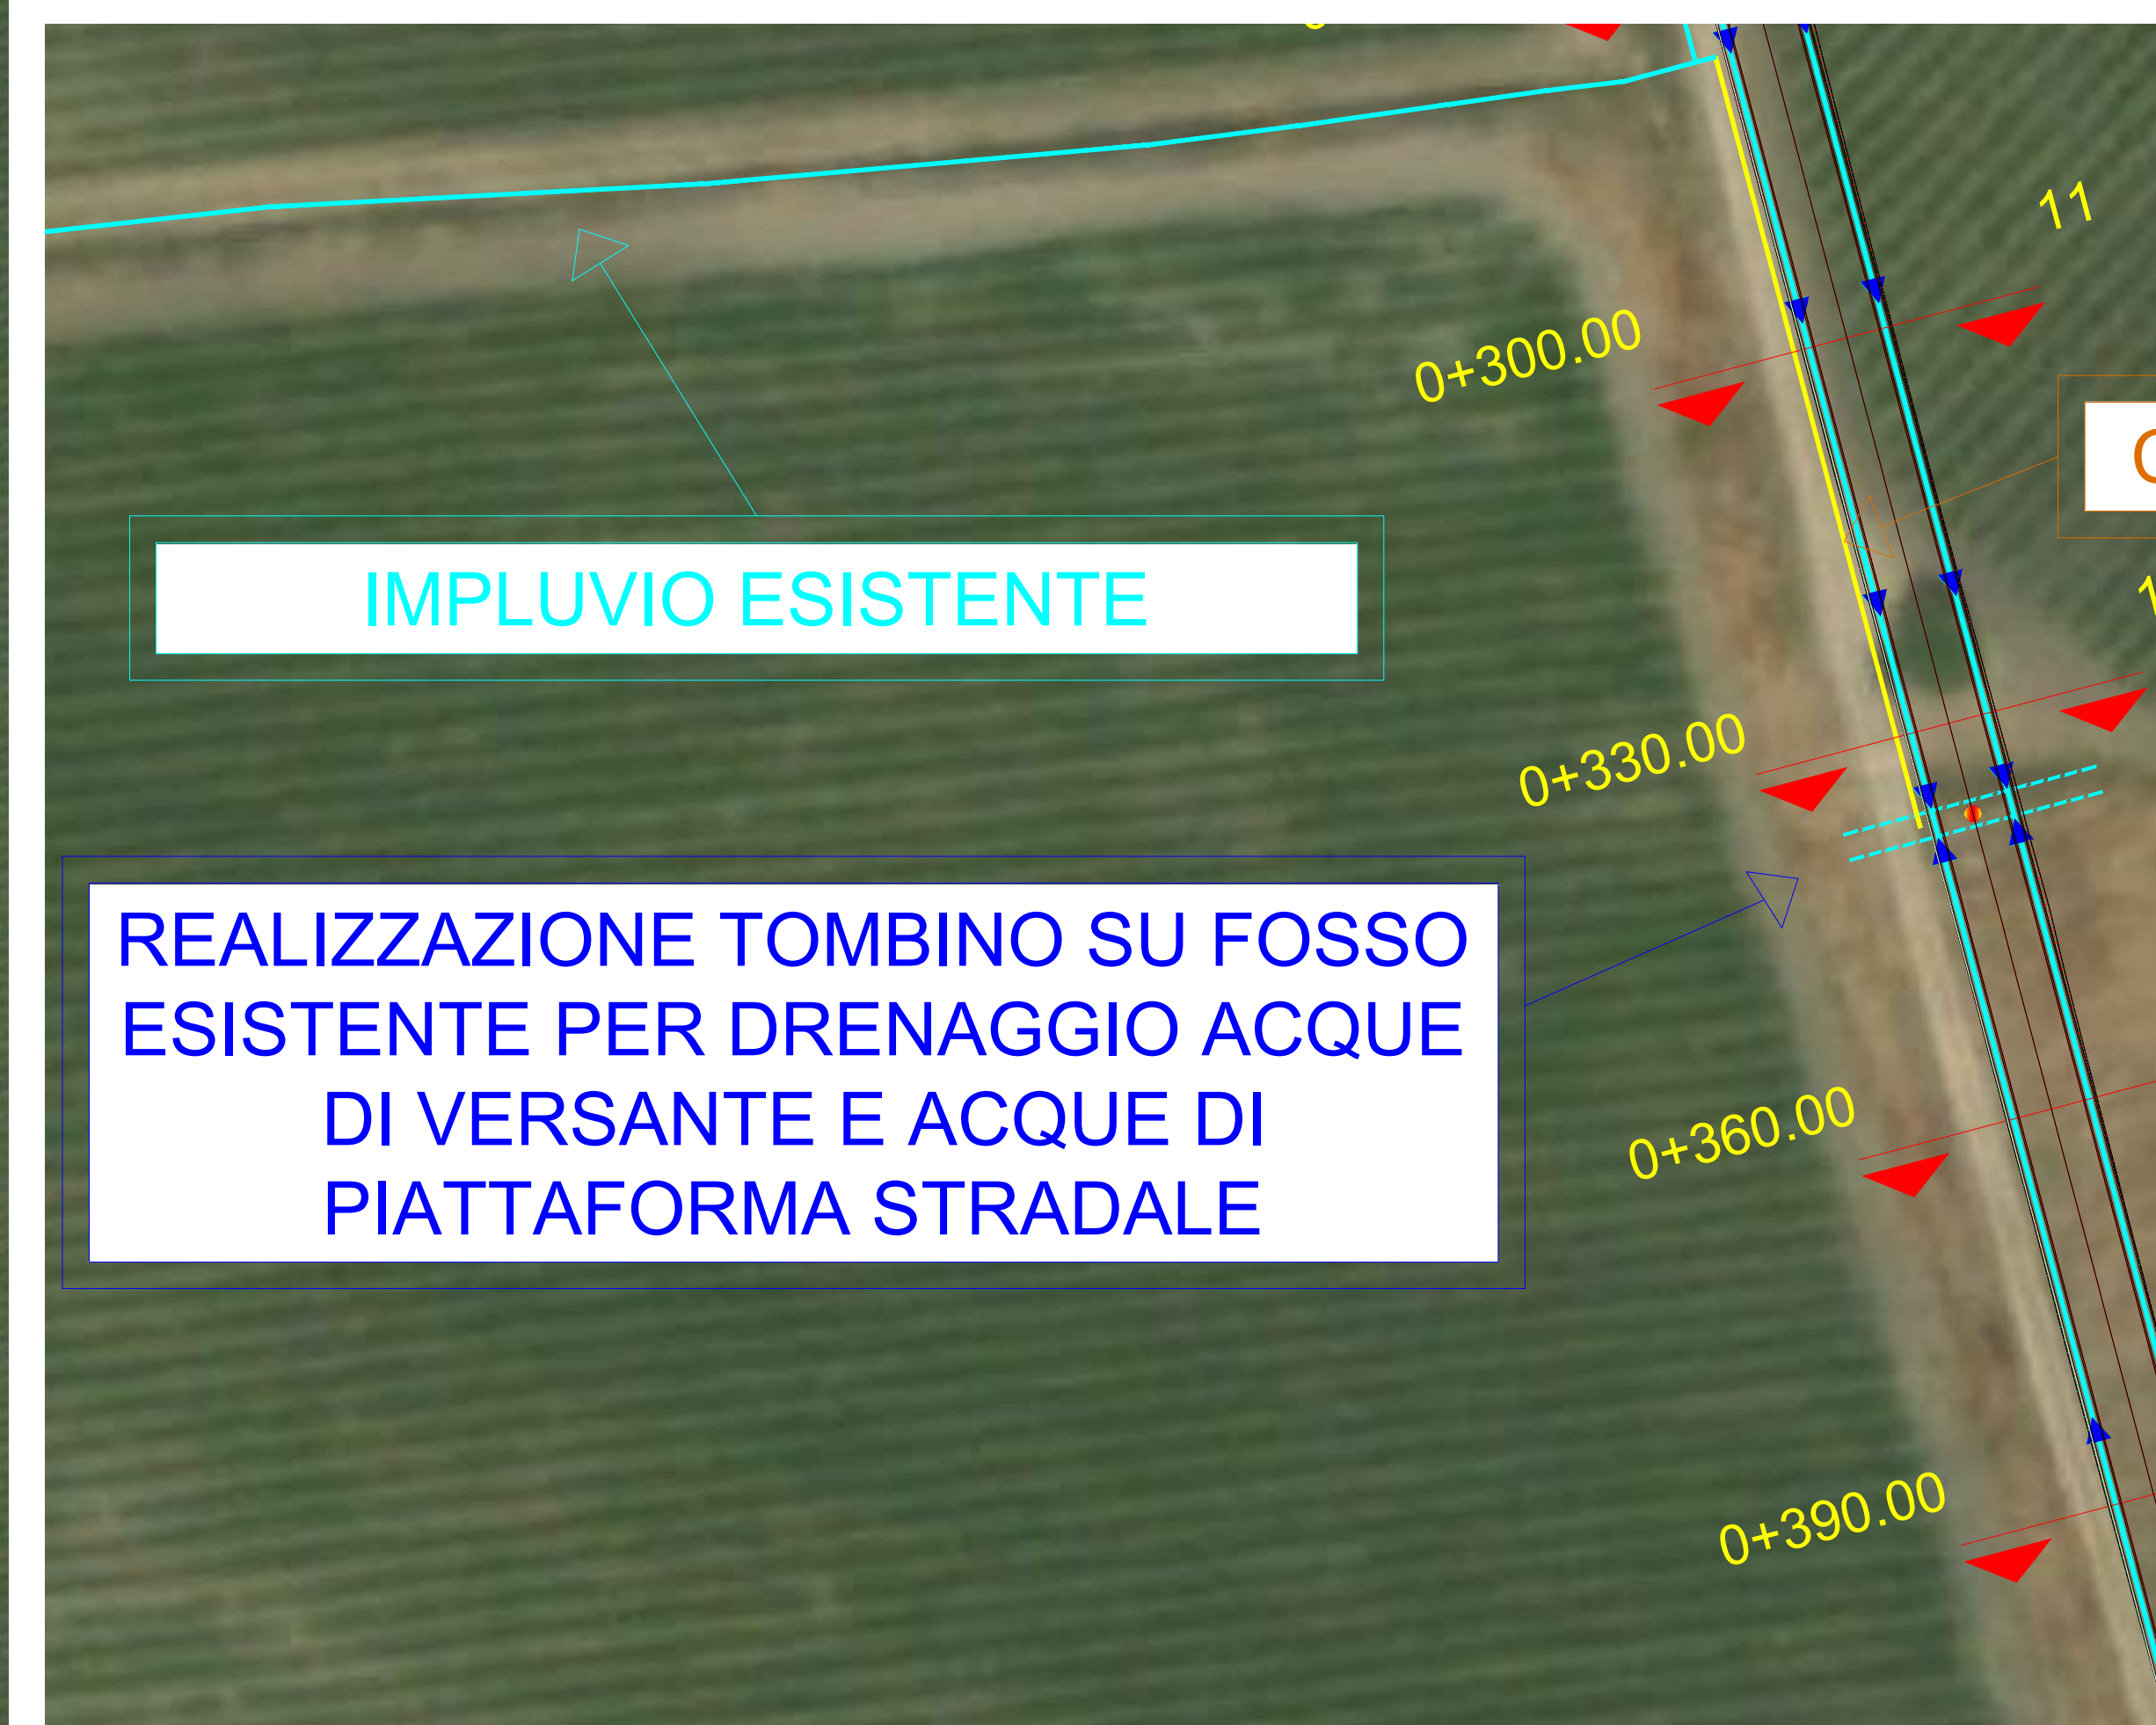 11
0+300.00
IMPLUVIO ESISTENTE
0+330.00
REALIZZAZIONE TOMBINO SU FOSSO
ESISTENTE PER DRENAGGIO ACQUE
DI VERSANTE E ACQUE DI
PIATTAFORMA STRADALE
0+360.00
0+390.00